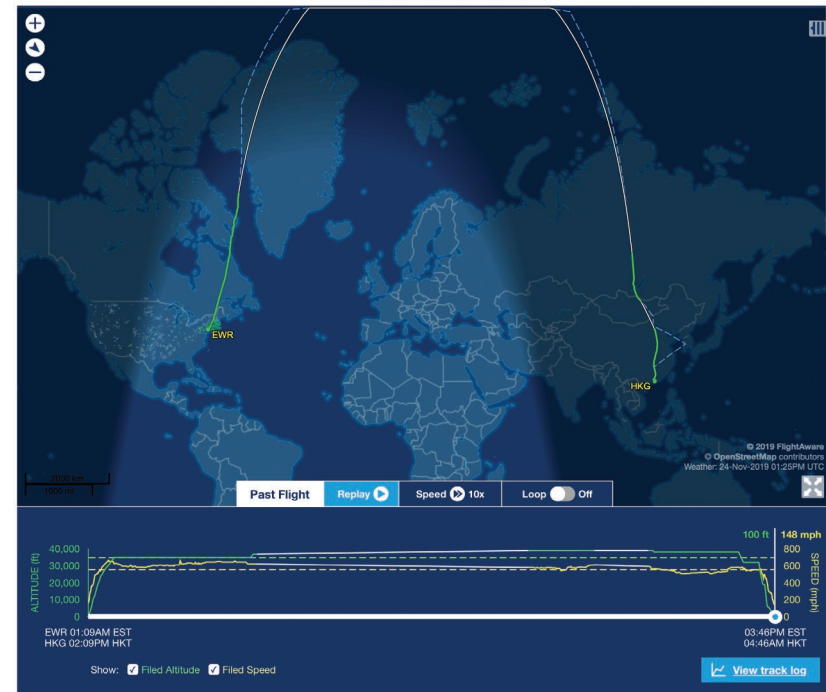 EWR
HKG
© 2019 FlightAware
© OpenStreetMap contributors
Weather: 24-Nov-2019 01:25PM UTC
2000 km
1000 mi
Past Flight Replay Speed 10x Loop Off
100 ft 148 mph
ALTITUDE (ft)
40,000
30,000
20,000
10,000
0
800
600
400
200
0
SPEED (mph)
EWR 01:09AM EST
HKG 02:09PM HKT
03:46PM EST
04:46AM HKT
Show: Filed Altitude Filed Speed
View track log